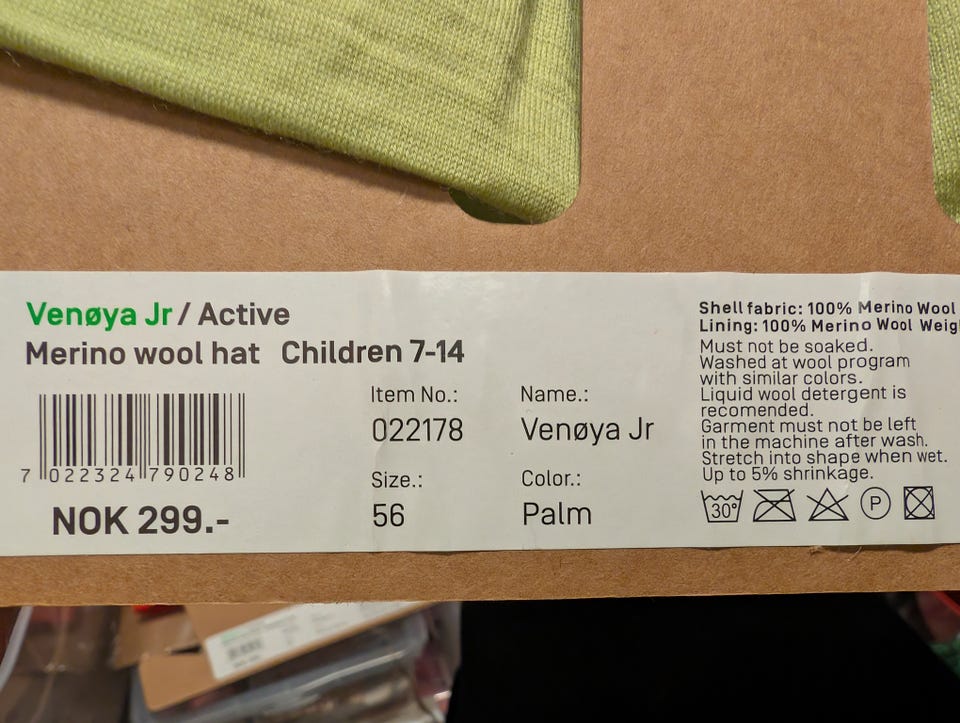 Venøya Jr / Active
Merino wool hat Children 7-14
7 022324 790248
NOK 299.-
Item No.:
022178
Size.:
56
Name.:
Venøya Jr
Color.:
Palm
Shell fabric: 100% Merino Wool
Lining: 100% Merino Wool
Must not be soaked.
Washed at wool program
with similar colors.
Liquid wool detergent is
recomended.
Garment must not be left
in the machine after wash.
Stretch into shape when wet.
Up to 5% shrinkage.
30° P